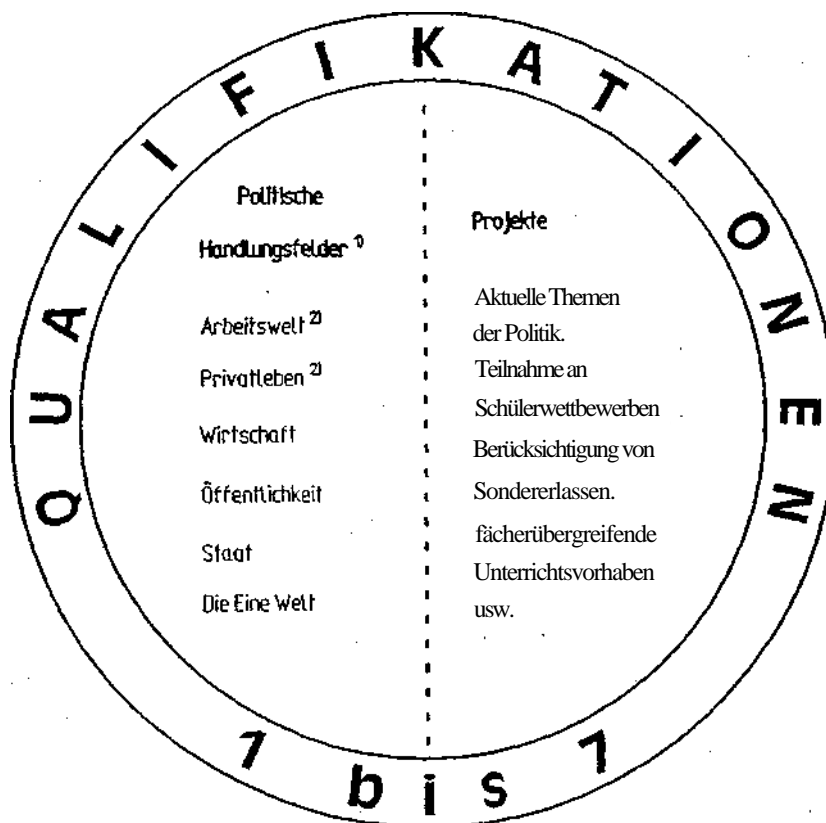 QUALIFIKATIONEN
Politische
Handlungsfelder ¹⁾
Arbeitswelt ²⁾
Privatleben ²⁾
Wirtschaft
Öffentlichkeit
Staat
Die Eine Welt
Projekte
Aktuelle Themen
der Politik.
Teilnahme an
Schülerwettbewerben
Berücksichtigung von
Sondererlassen.
fächerübergreifende
Unterrichtsvorhaben
usw.
1 bis 7